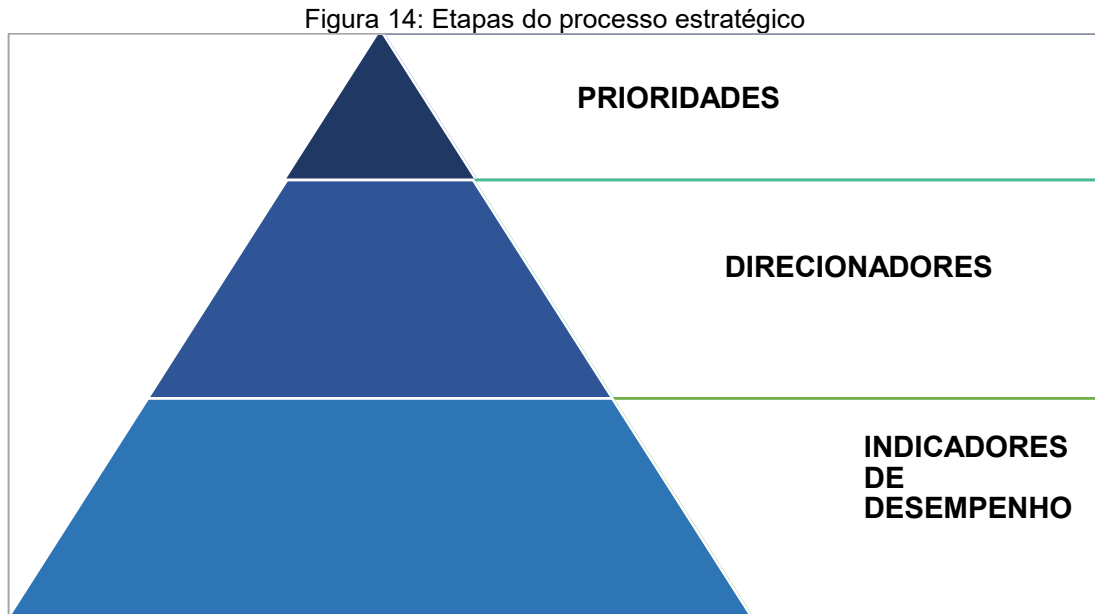 Figura 14: Etapas do processo estratégico
PRIORIDADES
DIRECIONADORES
INDICADORES
DE
DESEMPENHO